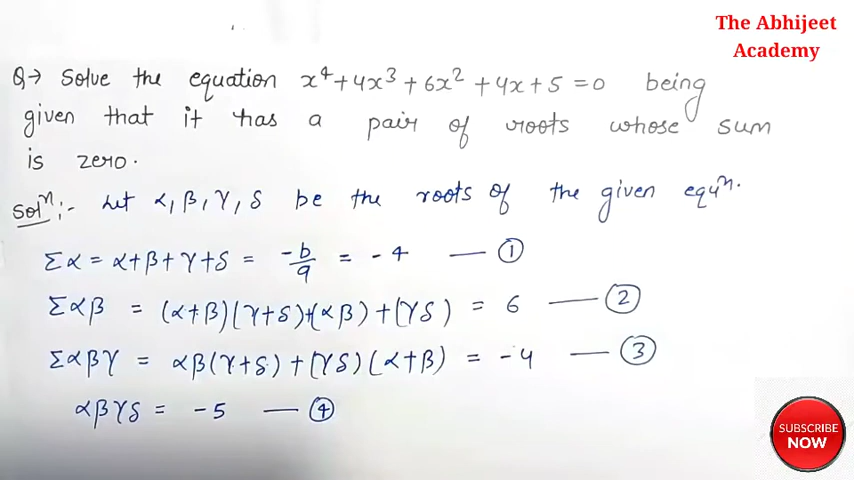 The Abhijeet
Academy
Q→ Solve the equation x⁴+4x³+6x²+4x+5=0 being
given that it has a pair of roots whose sum
is zero.
Solⁿ:- Let α,β,γ,δ be the roots of the given equⁿ.
Σα = α+β+γ+δ = -b/a = -4 — ①
Σαβ = (α+β)(γ+δ)+(αβ)+(γδ) = 6 — ②
Σαβγ = αβ(γ+δ)+(γδ)(α+β) = -4 — ③
αβγδ = -5 — ④
SUBSCRIBE
NOW